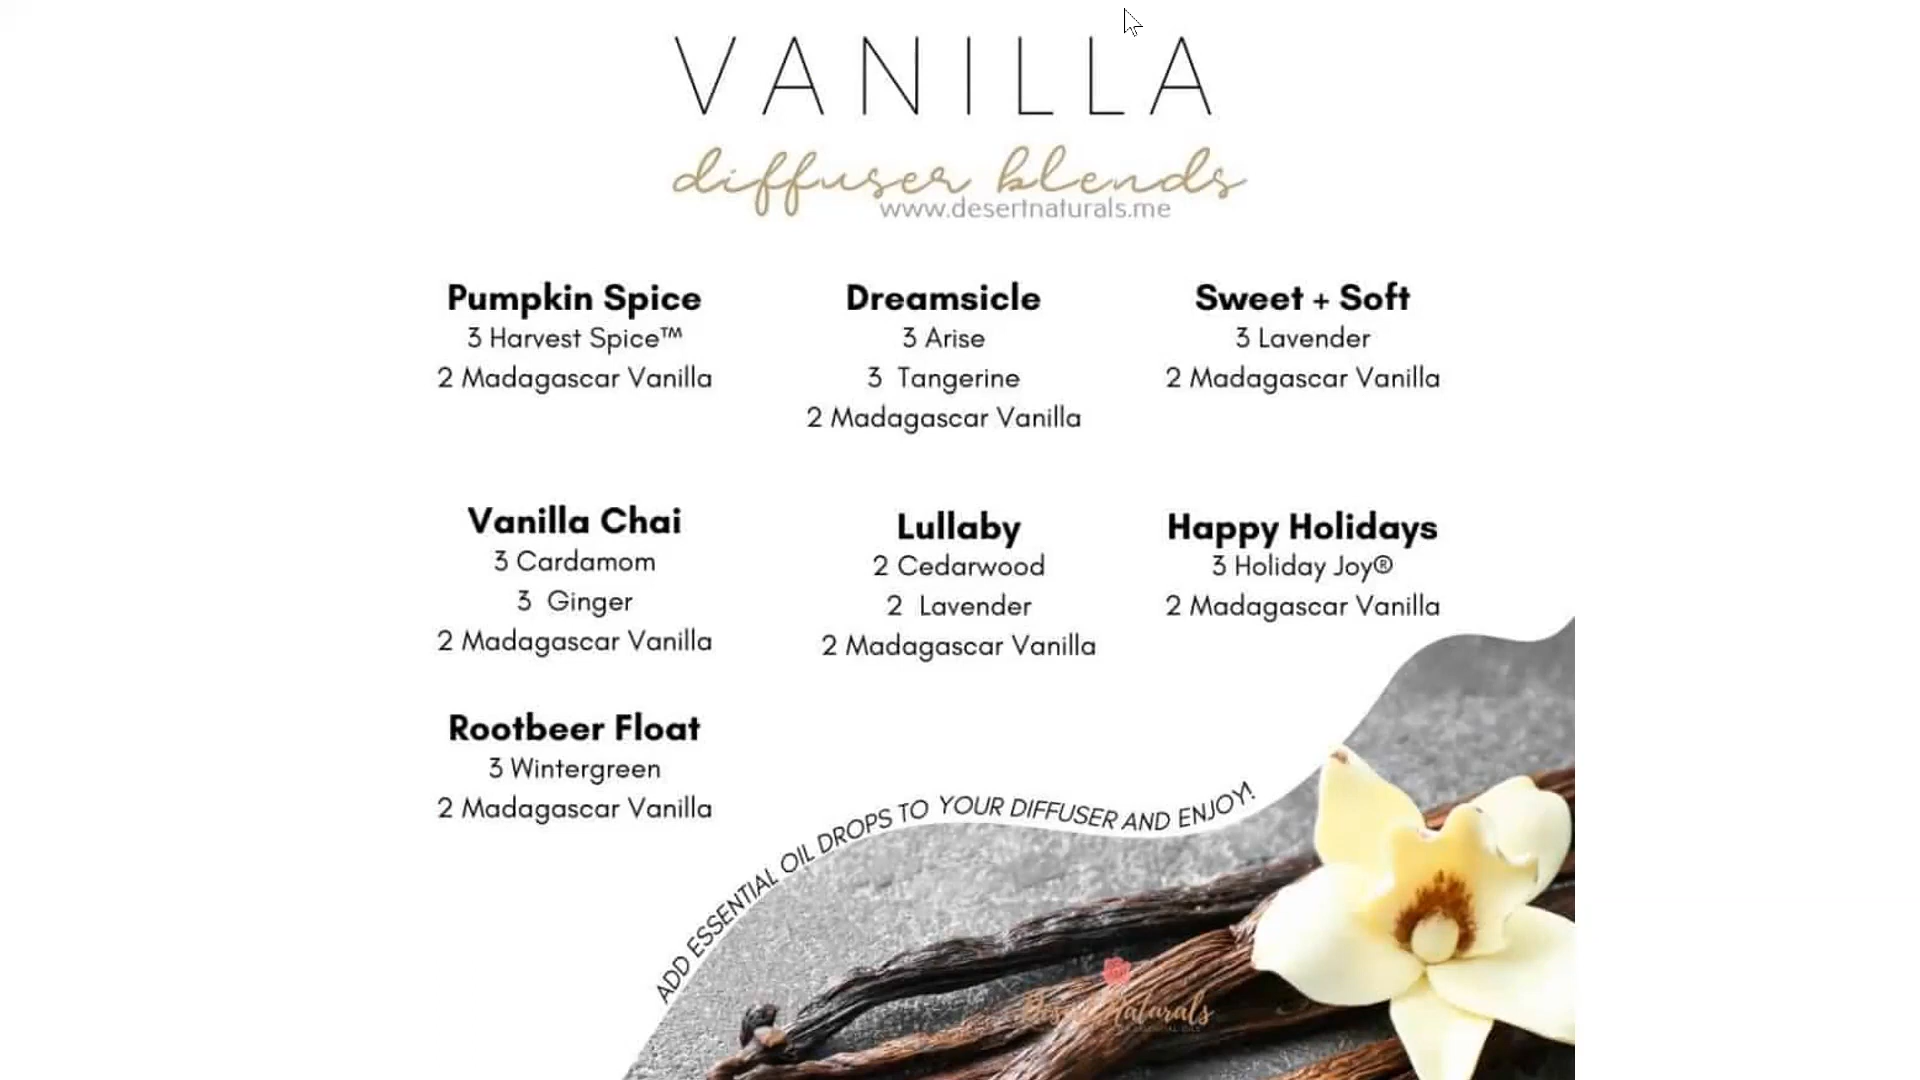 VANILLA
diffuser blends
www.desertnaturals.me
Pumpkin Spice
3 Harvest Spice™
2 Madagascar Vanilla
Dreamsicle
3 Arise
3 Tangerine
2 Madagascar Vanilla
Sweet + Soft
3 Lavender
2 Madagascar Vanilla
Vanilla Chai
3 Cardamom
3 Ginger
2 Madagascar Vanilla
Lullaby
2 Cedarwood
2 Lavender
2 Madagascar Vanilla
Happy Holidays
3 Holiday Joy®
2 Madagascar Vanilla
Rootbeer Float
3 Wintergreen
2 Madagascar Vanilla
ADD ESSENTIAL OIL DROPS TO YOUR DIFFUSER AND ENJOY!
Desert Naturals